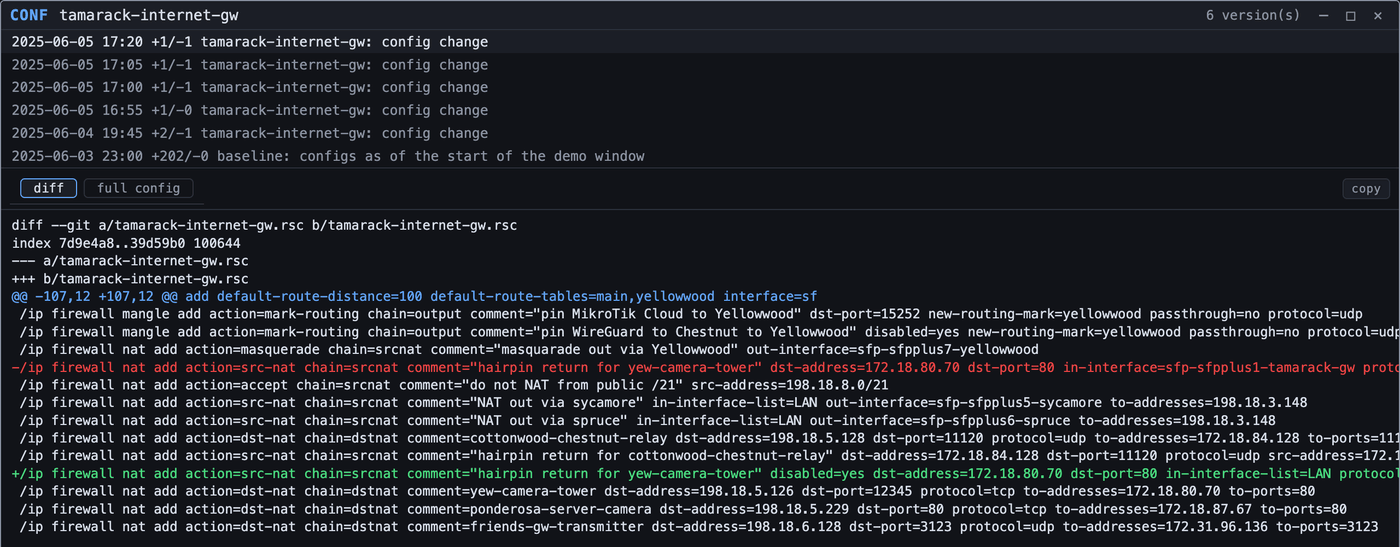 CONF tamarack-internet-gw 6 version(s)
2025-06-05 17:20 +1/−1 tamarack-internet-gw: config change
2025-06-05 17:05 +1/−1 tamarack-internet-gw: config change
2025-06-05 17:00 +1/−1 tamarack-internet-gw: config change
2025-06-05 16:55 +1/−0 tamarack-internet-gw: config change
2025-06-04 19:45 +2/−1 tamarack-internet-gw: config change
2025-06-03 23:00 +202/−0 baseline: configs as of the start of the demo window
diff full config copy
diff --git a/tamarack-internet-gw.rsc b/tamarack-internet-gw.rsc
index 7d9e4a8..39d59b0 100644
--- a/tamarack-internet-gw.rsc
+++ b/tamarack-internet-gw.rsc
@@ -107,12 +107,12 @@ add default-route-distance=100 default-route-tables=main,yellowwood interface=sf
/ip firewall mangle add action=mark-routing chain=output comment="pin MikroTik Cloud to Yellowwood" dst-port=15252 new-routing-mark=yellowwood passthrough=no protocol=udp
/ip firewall mangle add action=mark-routing chain=output comment="pin WireGuard to Chestnut to Yellowwood" disabled=yes new-routing-mark=yellowwood passthrough=no protocol=udp
/ip firewall nat add action=masquerade chain=srcnat comment="masquarade out via Yellowwood" out-interface=sfp-sfpplus7-yellowwood
-/ip firewall nat add action=src-nat chain=srcnat comment="hairpin return for yew-camera-tower" dst-address=172.18.80.70 dst-port=80 in-interface=sfp-sfpplus1-tamarack-gw proto
/ip firewall nat add action=accept chain=srcnat comment="do not NAT from public /21" src-address=198.18.8.0/21
/ip firewall nat add action=src-nat chain=srcnat comment="NAT out via sycamore" in-interface-list=LAN out-interface=sfp-sfpplus5-sycamore to-addresses=198.18.3.148
/ip firewall nat add action=src-nat chain=srcnat comment="NAT out via spruce" in-interface-list=LAN out-interface=sfp-sfpplus6-spruce to-addresses=198.18.3.148
/ip firewall nat add action=dst-nat chain=dstnat comment=cottonwood-chestnut-relay dst-address=198.18.5.128 dst-port=11120 protocol=udp to-addresses=172.18.84.128 to-ports=111
/ip firewall nat add action=src-nat chain=srcnat comment="hairpin return for cottonwood-chestnut-relay" dst-address=172.18.84.128 dst-port=11120 protocol=udp src-address=172.1
+/ip firewall nat add action=src-nat chain=srcnat comment="hairpin return for yew-camera-tower" disabled=yes dst-address=172.18.80.70 dst-port=80 in-interface-list=LAN protocol
/ip firewall nat add action=dst-nat chain=dstnat comment=yew-camera-tower dst-address=198.18.5.126 dst-port=12345 protocol=tcp to-addresses=172.18.80.70 to-ports=80
/ip firewall nat add action=dst-nat chain=dstnat comment=ponderosa-server-camera dst-address=198.18.5.229 dst-port=80 protocol=tcp to-addresses=172.18.87.67 to-ports=80
/ip firewall nat add action=dst-nat chain=dstnat comment=friends-gw-transmitter dst-address=198.18.6.128 dst-port=3123 protocol=udp to-addresses=172.31.96.136 to-ports=3123